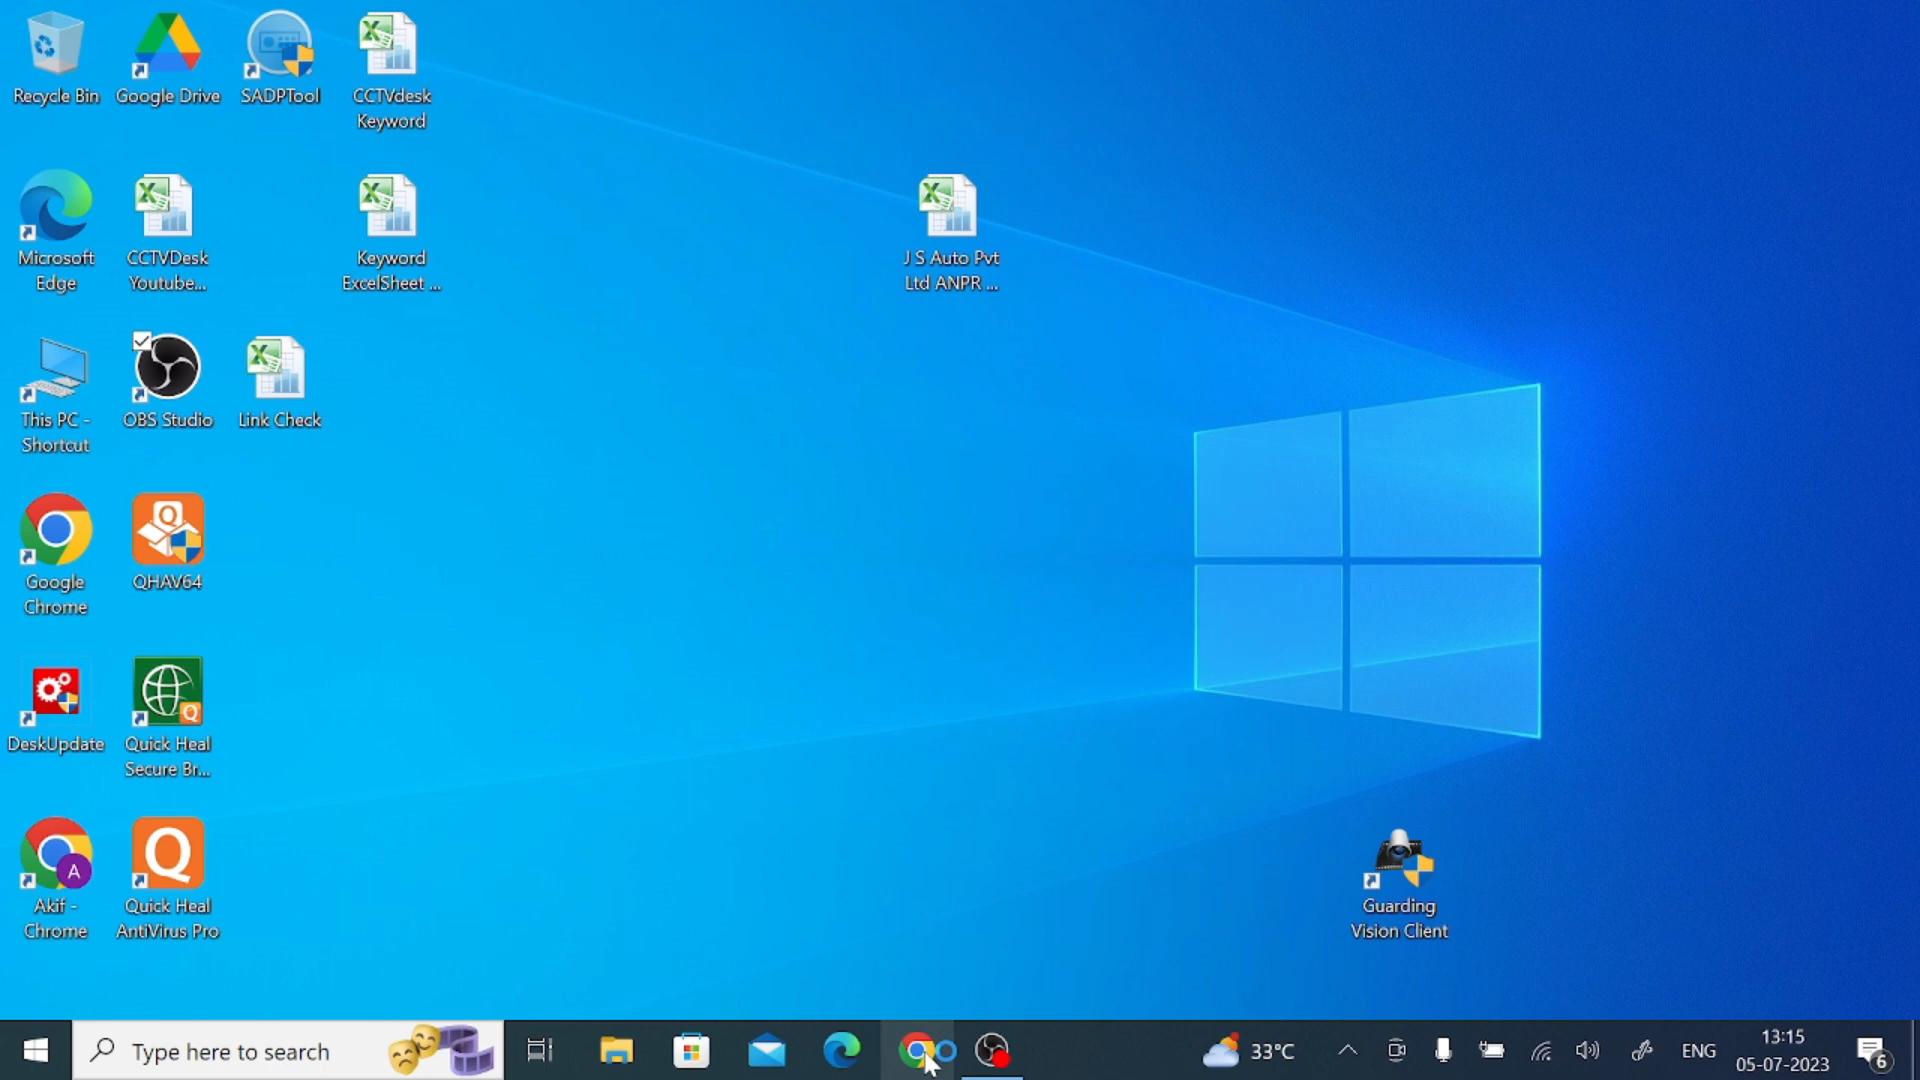 Recycle Bin
Google Drive
SADPTool
CCTVdesk
Keyword
Microsoft
Edge
CCTVDesk
Youtube...
Keyword
ExcelSheet ...
J S Auto Pvt
Ltd ANPR ...
This PC -
Shortcut
OBS Studio
Link Check
Google
Chrome
QHAV64
DeskUpdate
Quick Heal
Secure Br...
Akif -
Chrome
Quick Heal
AntiVirus Pro
Guarding
Vision Client
Type here to search
33°C
ENG
13:15
05-07-2023
6